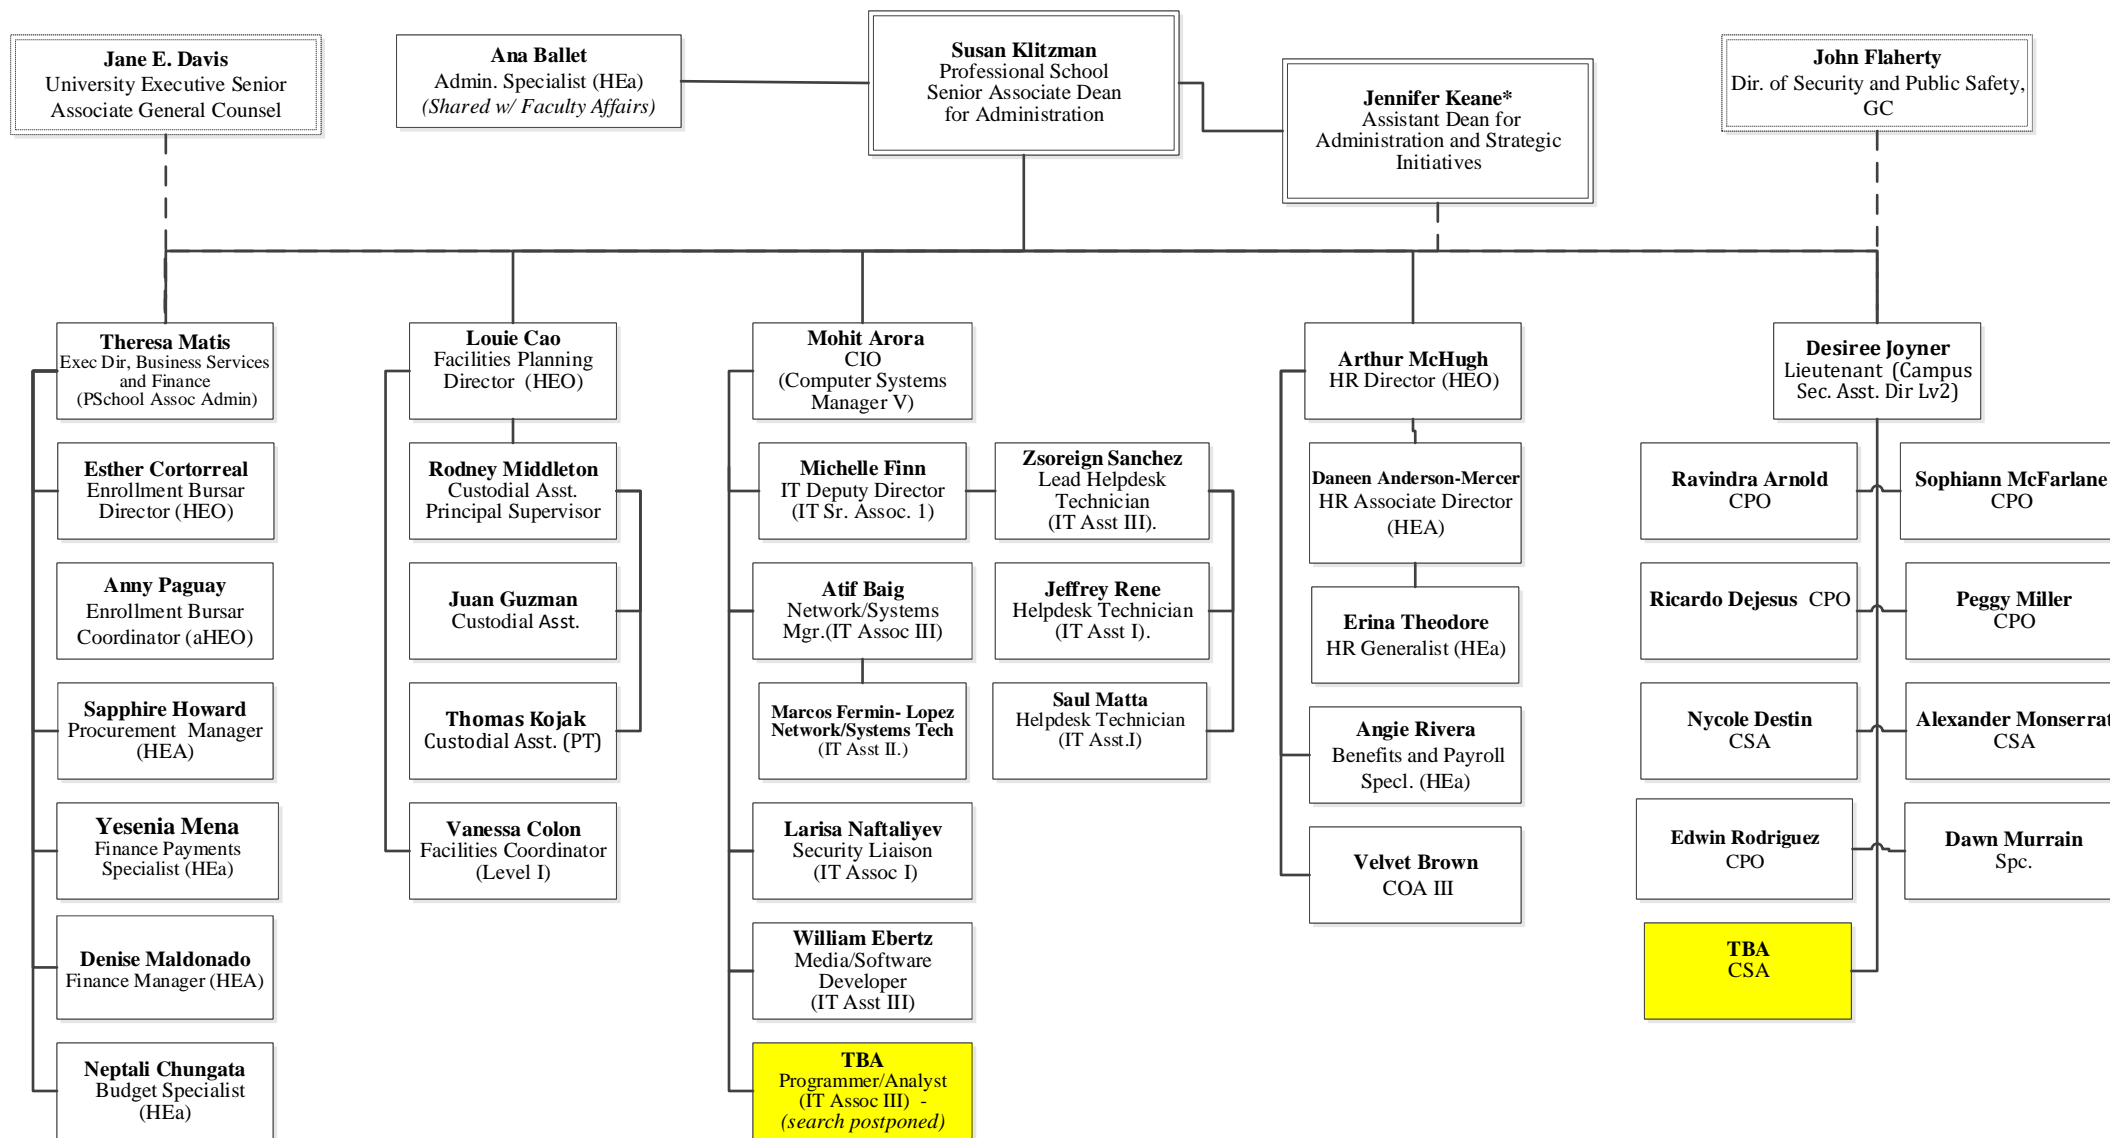 Jane E. Davis
University Executive Senior
Associate General Counsel
Ana Ballet
Admin. Specialist (HEa)
(Shared w/ Faculty Affairs)
Susan Klitzman
Professional School
Senior Associate Dean
for Administration
Jennifer Keane*
Assistant Dean for
Administration and Strategic
Initiatives
John Flaherty
Dir. of Security and Public Safety,
GC
Theresa Matis
Exec Dir, Business Services
and Finance
(PSchool Assoc Admin)
Esther Cortorreal
Enrollment Bursar
Director (HEO)
Anny Paguay
Enrollment Bursar
Coordinator (aHEO)
Sapphire Howard
Procurement Manager
(HEA)
Yesenia Mena
Finance Payments
Specialist (HEa)
Denise Maldonado
Finance Manager (HEA)
Neptali Chungata
Budget Specialist
(HEa)
Louie Cao
Facilities Planning
Director (HEO)
Rodney Middleton
Custodial Asst.
Principal Supervisor
Juan Guzman
Custodial Asst.
Thomas Kojak
Custodial Asst. (PT)
Vanessa Colon
Facilities Coordinator
(Level I)
Mohit Arora
CIO
(Computer Systems
Manager V)
Michelle Finn
IT Deputy Director
(IT Sr. Assoc. 1)
Atif Baig
Network/Systems
Mgr.(IT Assoc III)
Marcos Fermin- Lopez
Network/Systems Tech
(IT Asst II.)
Larisa Naftaliyev
Security Liaison
(IT Assoc I)
William Ebertz
Media/Software
Developer
(IT Asst III)
TBA
Programmer/Analyst
(IT Assoc III) -
(search postponed)
Zsoreign Sanchez
Lead Helpdesk
Technician
(IT Asst III).
Jeffrey Rene
Helpdesk Technician
(IT Asst I).
Saul Matta
Helpdesk Technician
(IT Asst.I)
Arthur McHugh
HR Director (HEO)
Daneen Anderson-Mercer
HR Associate Director
(HEA)
Erina Theodore
HR Generalist (HEa)
Angie Rivera
Benefits and Payroll
Specl. (HEa)
Velvet Brown
COA III
Desiree Joyner
Lieutenant (Campus
Sec. Asst. Dir Lv2)
Ravindra Arnold
CPO
Sophiann McFarlane
CPO
Ricardo Dejesus CPO
Peggy Miller
CPO
Nycole Destin
CSA
Alexander Monserrat
CSA
Edwin Rodriguez
CPO
Dawn Murrain
Spc.
TBA
CSA